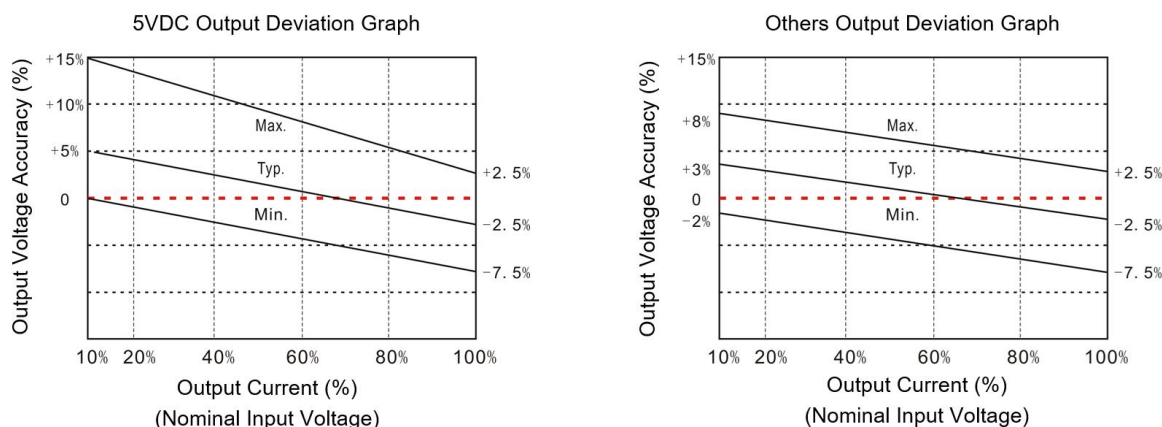 5VDC Output Deviation Graph
Output Voltage Accuracy (%)
+15%
+10%
+5%
0
Max.
Typ.
Min.
+2.5%
-2.5%
-7.5%
10% 20% 40% 60% 80% 100%
Output Current (%)
(Nominal Input Voltage)
Others Output Deviation Graph
Output Voltage Accuracy (%)
+15%
+8%
+3%
0
-2%
Max.
Typ.
Min.
+2.5%
-2.5%
-7.5%
10% 20% 40% 60% 80% 100%
Output Current (%)
(Nominal Input Voltage)